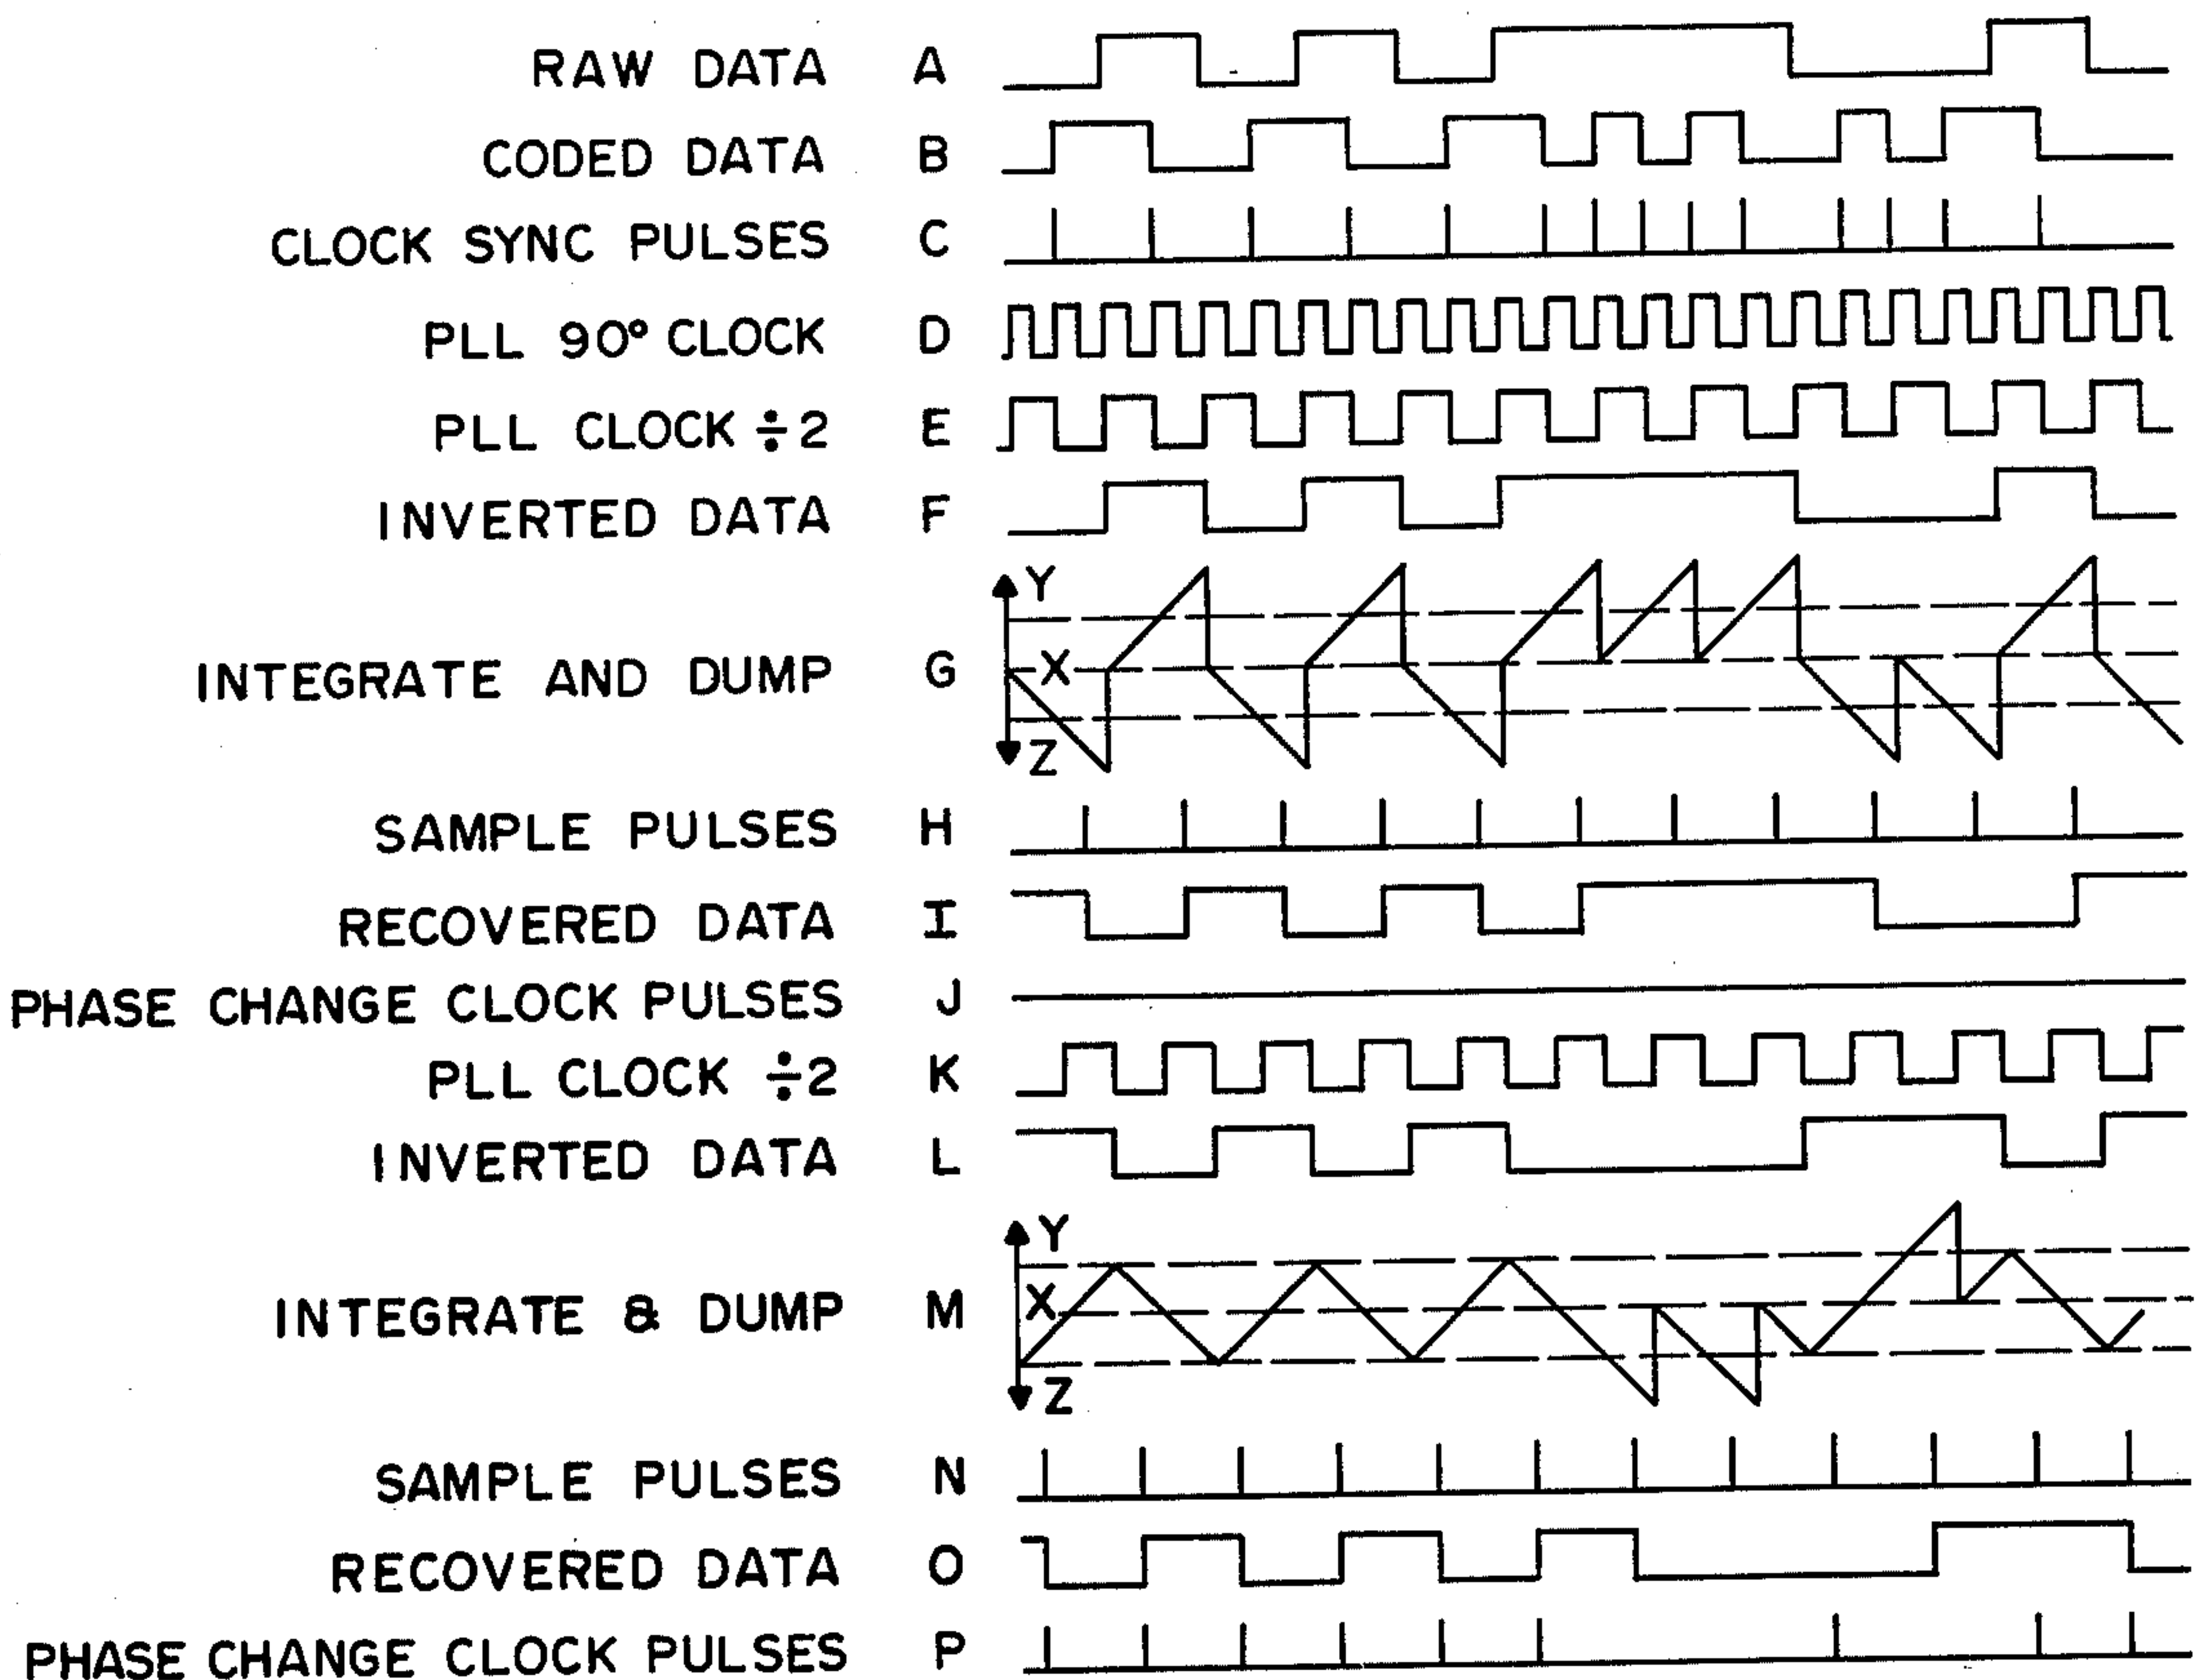 RAW DATA A
CODED DATA B
CLOCK SYNC PULSES C
PLL 90° CLOCK D
PLL CLOCK ÷2 E
INVERTED DATA F
Y
INTEGRATE AND DUMP G X
Z
SAMPLE PULSES H
RECOVERED DATA I
PHASE CHANGE CLOCK PULSES J
PLL CLOCK ÷2 K
INVERTED DATA L
Y
INTEGRATE & DUMP M X
Z
SAMPLE PULSES N
RECOVERED DATA O
PHASE CHANGE CLOCK PULSES P